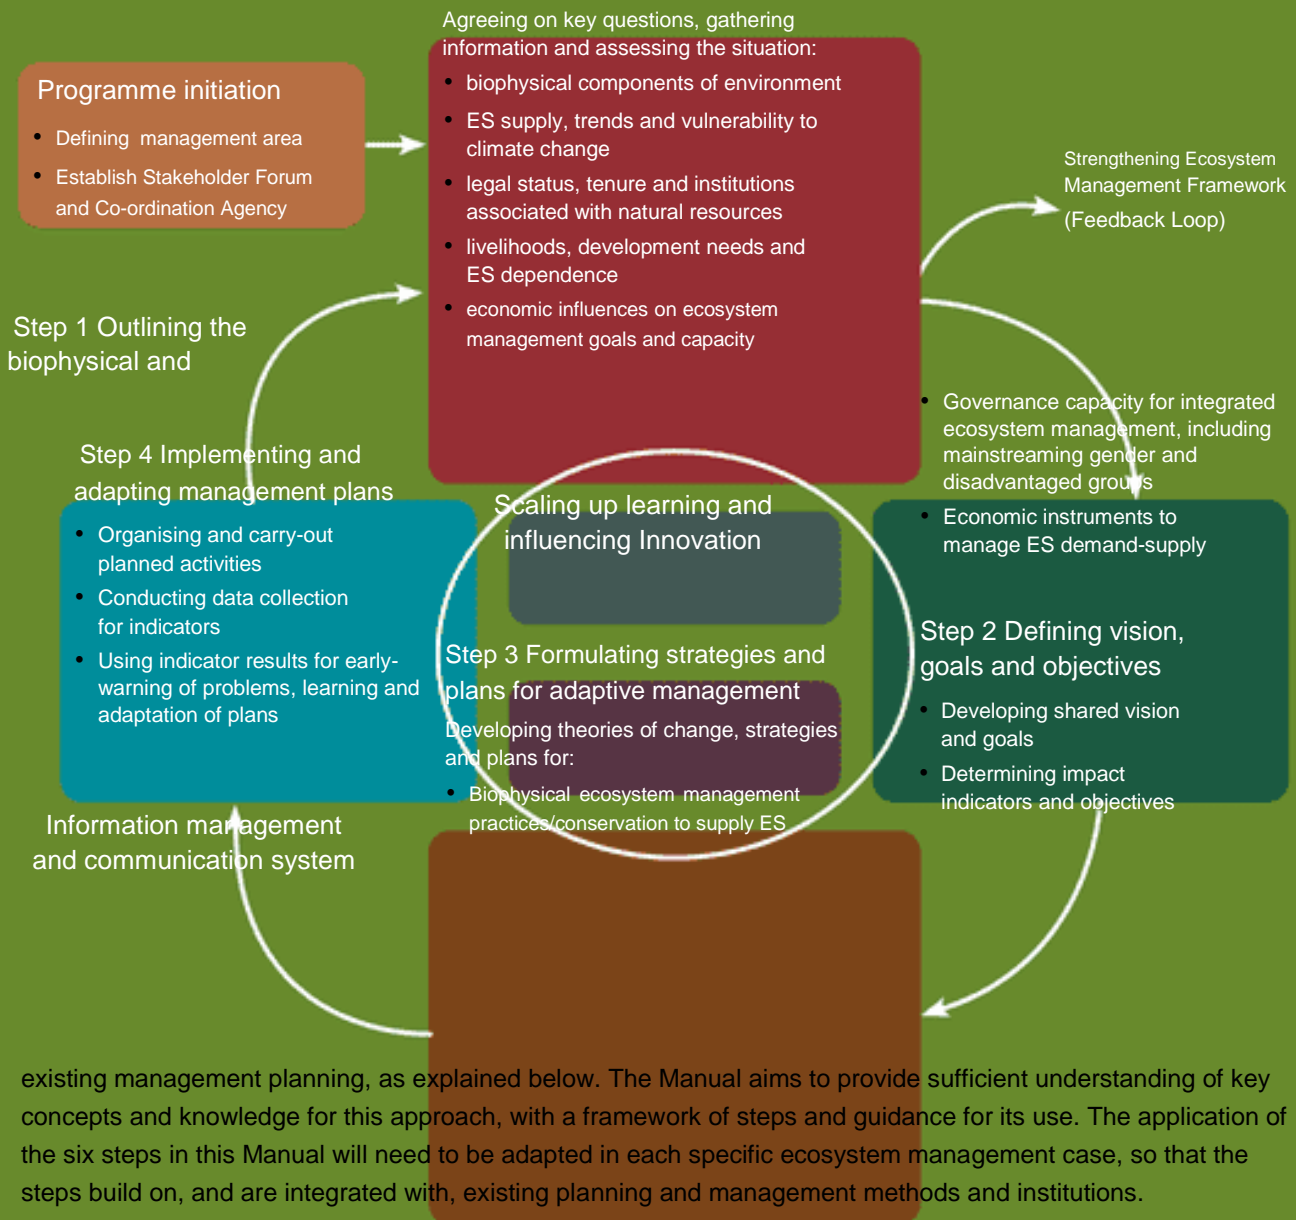 Agreeing on key questions, gathering
information and assessing the situation:
• biophysical components of environment
• ES supply, trends and vulnerability to
climate change
• legal status, tenure and institutions
associated with natural resources
• livelihoods, development needs and
ES dependence
• economic influences on ecosystem
management goals and capacity
Programme initiation
• Defining management area
• Establish Stakeholder Forum
and Co-ordination Agency
Strengthening Ecosystem
Management Framework
(Feedback Loop)
Step 1 Outlining the
biophysical and
• Governance capacity for integrated
ecosystem management, including
mainstreaming gender and
disadvantaged groups
• Economic instruments to
manage ES demand-supply
Step 4 Implementing and
adapting management plans
• Organising and carry-out
planned activities
• Conducting data collection
for indicators
• Using indicator results for early-
warning of problems, learning and
adaptation of plans
Scaling up learning and
influencing Innovation
Step 2 Defining vision,
goals and objectives
• Developing shared vision
and goals
• Determining impact
indicators and objectives
Step 3 Formulating strategies and
plans for adaptive management
Developing theories of change, strategies
and plans for:
• Biophysical ecosystem management
practices/conservation to supply ES
Information management
and communication system
existing management planning, as explained below. The Manual aims to provide sufficient understanding of key
concepts and knowledge for this approach, with a framework of steps and guidance for its use. The application of
the six steps in this Manual will need to be adapted in each specific ecosystem management case, so that the
steps build on, and are integrated with, existing planning and management methods and institutions.